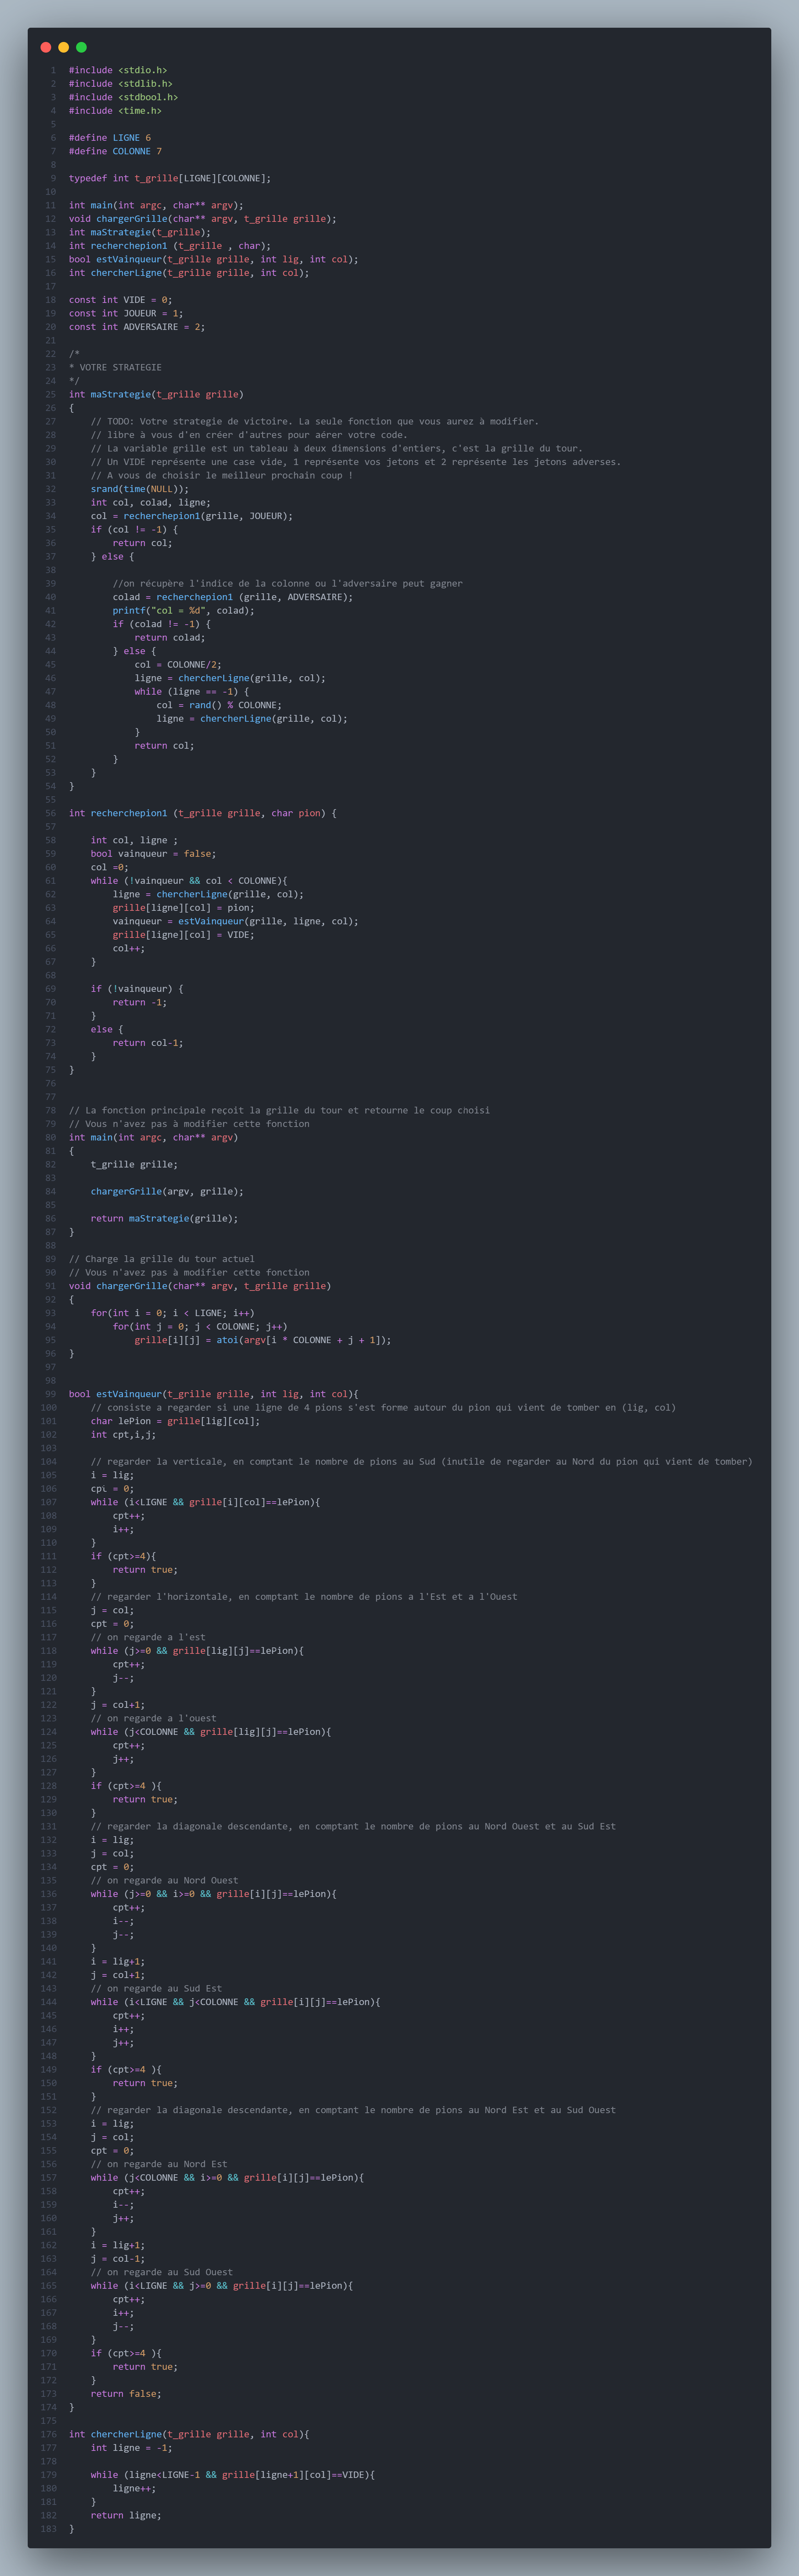 1 #include <stdio.h>
2 #include <stdlib.h>
3 #include <stdbool.h>
4 #include <time.h>
5
6 #define LIGNE 6
7 #define COLONNE 7
8
9 typedef int t_grille[LIGNE][COLONNE];
10
11 int main(int argc, char** argv);
12 void chargerGrille(char** argv, t_grille grille);
13 int maStrategie(t_grille);
14 int recherchepion1 (t_grille , char);
15 bool estVainqueur(t_grille grille, int lig, int col);
16 int chercherLigne(t_grille grille, int col);
17
18 const int VIDE = 0;
19 const int JOUEUR = 1;
20 const int ADVERSAIRE = 2;
21
22 /*
23 * VOTRE STRATEGIE
24 */
25 int maStrategie(t_grille grille)
26 {
27     // TODO: Votre strategie de victoire. La seule fonction que vous aurez à modifier.
28     // libre à vous d'en créer d'autres pour aérer votre code.
29     // La variable grille est un tableau à deux dimensions d'entiers, c'est la grille du tour.
30     // Un VIDE représente une case vide, 1 représente vos jetons et 2 représente les jetons adverses.
31     // A vous de choisir le meilleur prochain coup !
32     srand(time(NULL));
33     int col, colad, ligne;
34     col = recherchepion1(grille, JOUEUR);
35     if (col != -1) {
36         return col;
37     } else {
38
39         //on récupère l'indice de la colonne ou l'adversaire peut gagner
40         colad = recherchepion1 (grille, ADVERSAIRE);
41         printf("col = %d", colad);
42         if (colad != -1) {
43             return colad;
44         } else {
45             col = COLONNE/2;
46             ligne = chercherLigne(grille, col);
47             while (ligne == -1) {
48                 col = rand() % COLONNE;
49                 ligne = chercherLigne(grille, col);
50             }
51             return col;
52         }
53     }
54 }
55
56 int recherchepion1 (t_grille grille, char pion) {
57
58     int col, ligne ;
59     bool vainqueur = false;
60     col =0;
61     while (!vainqueur && col < COLONNE){
62         ligne = chercherLigne(grille, col);
63         grille[ligne][col] = pion;
64         vainqueur = estVainqueur(grille, ligne, col);
65         grille[ligne][col] = VIDE;
66         col++;
67     }
68
69     if (!vainqueur) {
70         return -1;
71     }
72     else {
73         return col-1;
74     }
75 }
76
77
78 // La fonction principale reçoit la grille du tour et retourne le coup choisi
79 // Vous n'avez pas à modifier cette fonction
80 int main(int argc, char** argv)
81 {
82     t_grille grille;
83
84     chargerGrille(argv, grille);
85
86     return maStrategie(grille);
87 }
88
89 // Charge la grille du tour actuel
90 // Vous n'avez pas à modifier cette fonction
91 void chargerGrille(char** argv, t_grille grille)
92 {
93     for(int i = 0; i < LIGNE; i++)
94         for(int j = 0; j < COLONNE; j++)
95             grille[i][j] = atoi(argv[i * COLONNE + j + 1]);
96 }
97
98
99 bool estVainqueur(t_grille grille, int lig, int col){
100     // consiste a regarder si une ligne de 4 pions s'est forme autour du pion qui vient de tomber en (lig, col)
101     char lePion = grille[lig][col];
102     int cpt,i,j;
103
104     // regarder la verticale, en comptant le nombre de pions au Sud (inutile de regarder au Nord du pion qui vient de tomber)
105     i = lig;
106     cpt = 0;
107     while (i<LIGNE && grille[i][col]==lePion){
108         cpt++;
109         i++;
110     }
111     if (cpt>=4){
112         return true;
113     }
114     // regarder l'horizontale, en comptant le nombre de pions a l'Est et a l'Ouest
115     j = col;
116     cpt = 0;
117     // on regarde a l'est
118     while (j>=0 && grille[lig][j]==lePion){
119         cpt++;
120         j--;
121     }
122     j = col+1;
123     // on regarde a l'ouest
124     while (j<COLONNE && grille[lig][j]==lePion){
125         cpt++;
126         j++;
127     }
128     if (cpt>=4 ){
129         return true;
130     }
131     // regarder la diagonale descendante, en comptant le nombre de pions au Nord Ouest et au Sud Est
132     i = lig;
133     j = col;
134     cpt = 0;
135     // on regarde au Nord Ouest
136     while (j>=0 && i>=0 && grille[i][j]==lePion){
137         cpt++;
138         i--;
139         j--;
140     }
141     i = lig+1;
142     j = col+1;
143     // on regarde au Sud Est
144     while (i<LIGNE && j<COLONNE && grille[i][j]==lePion){
145         cpt++;
146         i++;
147         j++;
148     }
149     if (cpt>=4 ){
150         return true;
151     }
152     // regarder la diagonale descendante, en comptant le nombre de pions au Nord Est et au Sud Ouest
153     i = lig;
154     j = col;
155     cpt = 0;
156     // on regarde au Nord Est
157     while (j<COLONNE && i>=0 && grille[i][j]==lePion){
158         cpt++;
159         i--;
160         j++;
161     }
162     i = lig+1;
163     j = col-1;
164     // on regarde au Sud Ouest
165     while (i<LIGNE && j>=0 && grille[i][j]==lePion){
166         cpt++;
167         i++;
168         j--;
169     }
170     if (cpt>=4 ){
171         return true;
172     }
173     return false;
174 }
175
176 int chercherLigne(t_grille grille, int col){
177     int ligne = -1;
178
179     while (ligne<LIGNE-1 && grille[ligne+1][col]==VIDE){
180         ligne++;
181     }
182     return ligne;
183 }